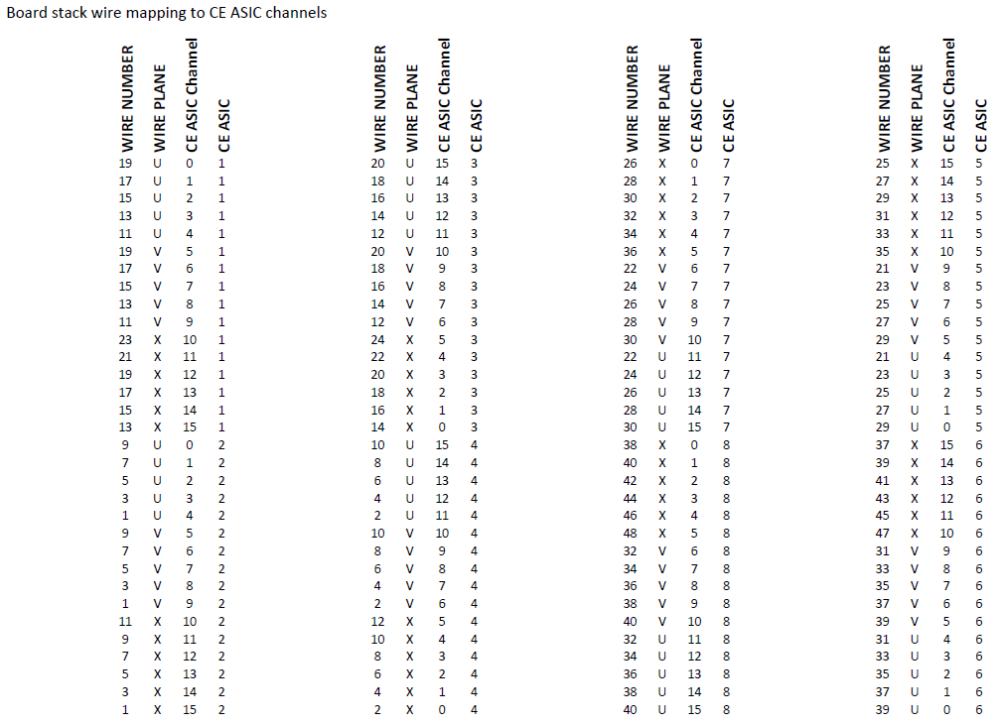 Board stack wire mapping to CE ASIC channels
WIRE NUMBER WIRE PLANE CE ASIC Channel CE ASIC WIRE NUMBER WIRE PLANE CE ASIC Channel CE ASIC WIRE NUMBER WIRE PLANE CE ASIC Channel CE ASIC WIRE NUMBER WIRE PLANE CE ASIC Channel CE ASIC
19 U 0 1 20 U 15 3 26 X 0 7 25 X 15 5
17 U 1 1 18 U 14 3 28 X 1 7 27 X 14 5
15 U 2 1 16 U 13 3 30 X 2 7 29 X 13 5
13 U 3 1 14 U 12 3 32 X 3 7 31 X 12 5
11 U 4 1 12 U 11 3 34 X 4 7 33 X 11 5
19 V 5 1 20 V 10 3 36 X 5 7 35 X 10 5
17 V 6 1 18 V 9 3 22 V 6 7 21 V 9 5
15 V 7 1 16 V 8 3 24 V 7 7 23 V 8 5
13 V 8 1 14 V 7 3 26 V 8 7 25 V 7 5
11 V 9 1 12 V 6 3 28 V 9 7 27 V 6 5
23 X 10 1 24 X 5 3 30 V 10 7 29 V 5 5
21 X 11 1 22 X 4 3 22 U 11 7 21 U 4 5
19 X 12 1 20 X 3 3 24 U 12 7 23 U 3 5
17 X 13 1 18 X 2 3 26 U 13 7 25 U 2 5
15 X 14 1 16 X 1 3 28 U 14 7 27 U 1 5
13 X 15 1 14 X 0 3 30 U 15 7 29 U 0 5
9 U 0 2 10 U 15 4 38 X 0 8 37 X 15 6
7 U 1 2 8 U 14 4 40 X 1 8 39 X 14 6
5 U 2 2 6 U 13 4 42 X 2 8 41 X 13 6
3 U 3 2 4 U 12 4 44 X 3 8 43 X 12 6
1 U 4 2 2 U 11 4 46 X 4 8 45 X 11 6
9 V 5 2 10 V 10 4 48 X 5 8 47 X 10 6
7 V 6 2 8 V 9 4 32 V 6 8 31 V 9 6
5 V 7 2 6 V 8 4 34 V 7 8 33 V 8 6
3 V 8 2 4 V 7 4 36 V 8 8 35 V 7 6
1 V 9 2 2 V 6 4 38 V 9 8 37 V 6 6
11 X 10 2 12 X 5 4 40 V 10 8 39 V 5 6
9 X 11 2 10 X 4 4 32 U 11 8 31 U 4 6
7 X 12 2 8 X 3 4 34 U 12 8 33 U 3 6
5 X 13 2 6 X 2 4 36 U 13 8 35 U 2 6
3 X 14 2 4 X 1 4 38 U 14 8 37 U 1 6
1 X 15 2 2 X 0 4 40 U 15 8 39 U 0 6